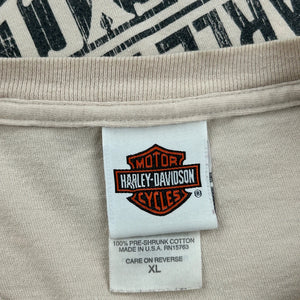 MOTOR
HARLEY-DAVIDSON
CYCLES
®
100% PRE-SHRUNK COTTON
MADE IN U.S.A. RN15763
CARE ON REVERSE
XL